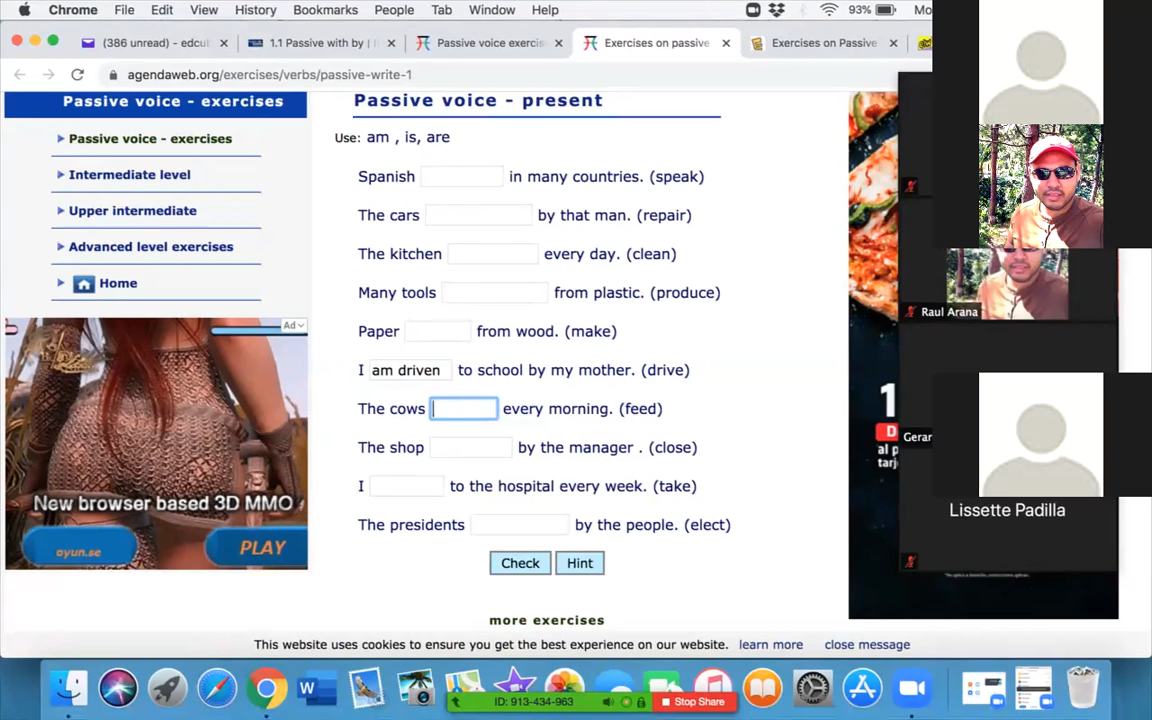 Chrome File Edit View History Bookmarks People Tab Window Help 93% Mo
(386 unread) - edcut × 1.1 Passive with by | × Passive voice exercis × Exercises on passive × Exercises on Passive ×
agendaweb.org/exercises/verbs/passive-write-1
Passive voice - exercises
Passive voice - exercises
Intermediate level
Upper intermediate
Advanced level exercises
Home
Ad
New browser based 3D MMO
oyun.se PLAY
Passive voice - present
Use: am , is, are
Spanish in many countries. (speak)
The cars by that man. (repair)
The kitchen every day. (clean)
Many tools from plastic. (produce)
Paper from wood. (make)
I am driven to school by my mother. (drive)
The cows every morning. (feed)
The shop by the manager . (close)
I to the hospital every week. (take)
The presidents by the people. (elect)
Check Hint
more exercises
This website uses cookies to ensure you get the best experience on our website. learn more close message
Raul Arana
1
D
al p
tarj
Gerar
Lissette Padilla
W
ID: 913-434-963 Stop Share